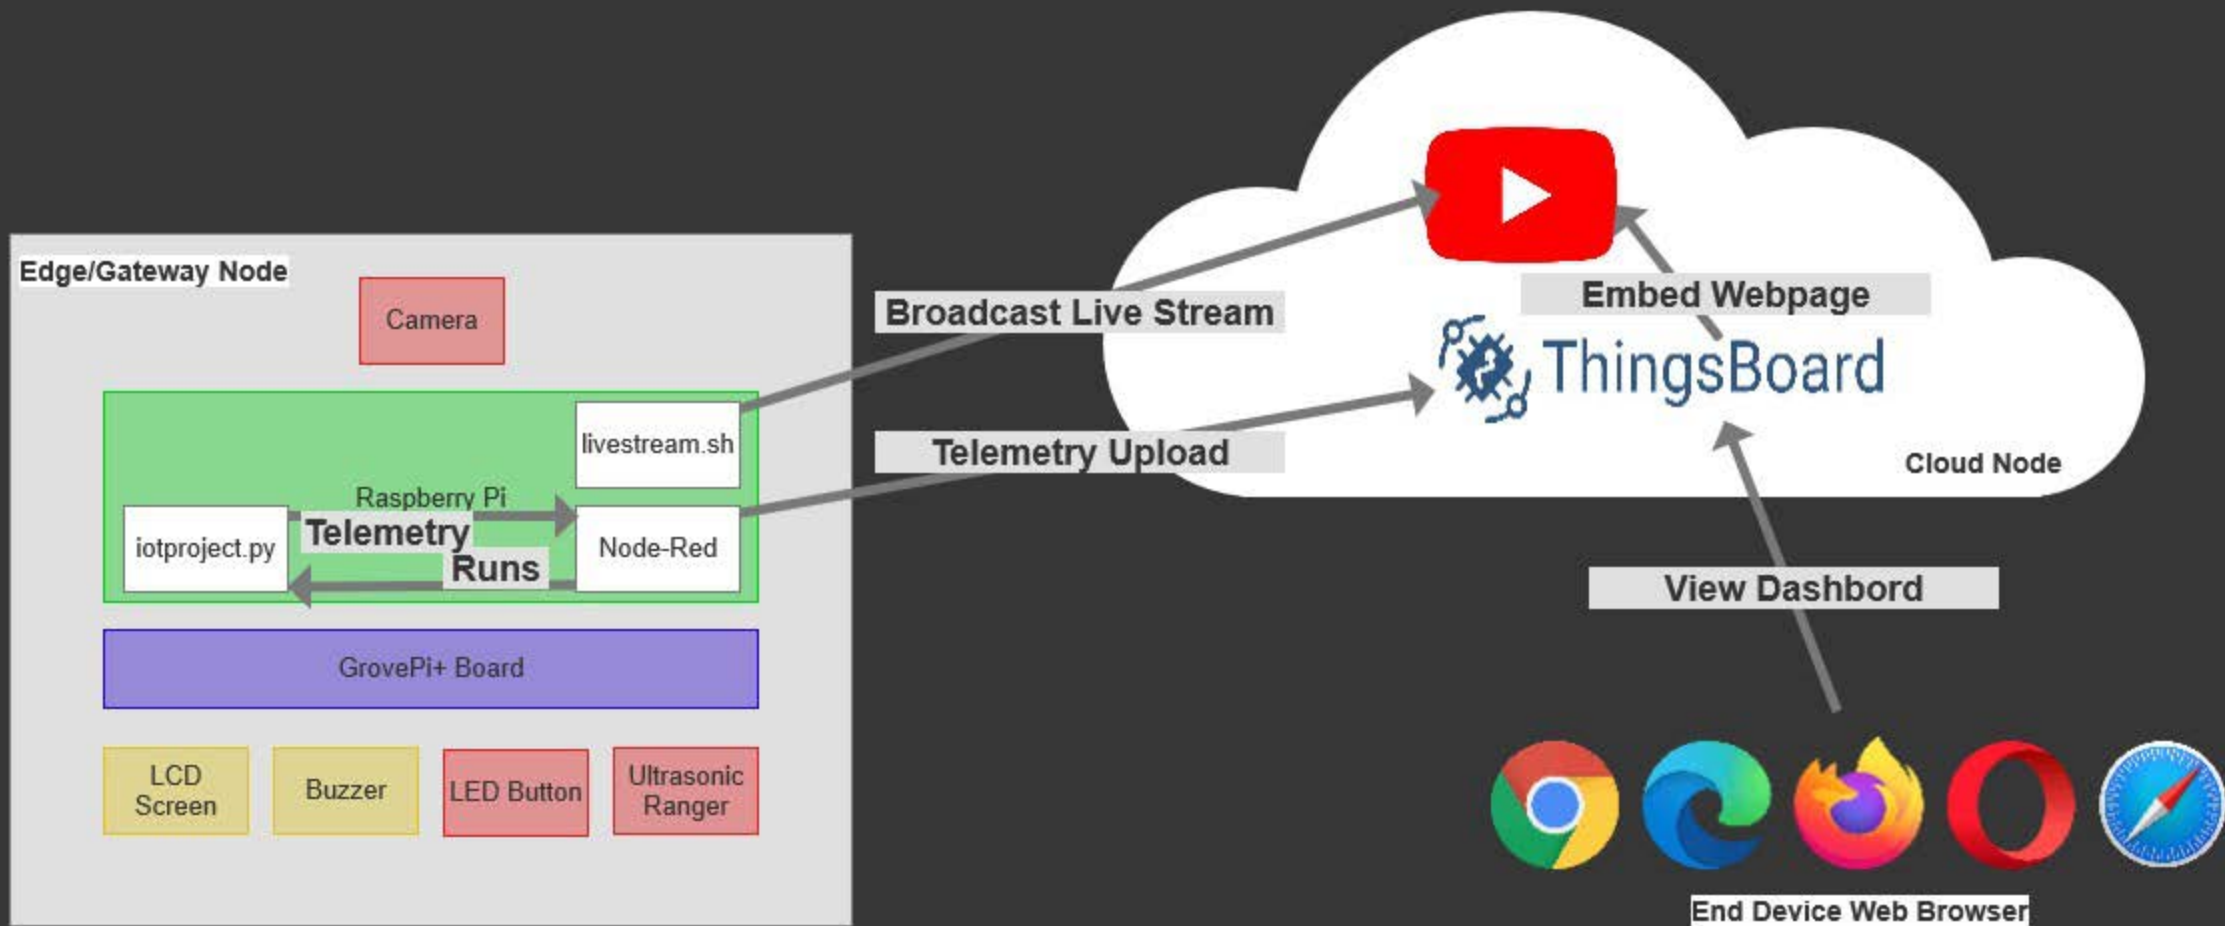 Edge/Gateway Node
Camera
livestream.sh
Raspberry Pi
iotproject.py
Telemetry
Runs
Node-Red
GrovePi+ Board
LCD
Screen
Buzzer
LED Button
Ultrasonic
Ranger
Broadcast Live Stream
Telemetry Upload
Embed Webpage
ThingsBoard
Cloud Node
View Dashbord
End Device Web Browser